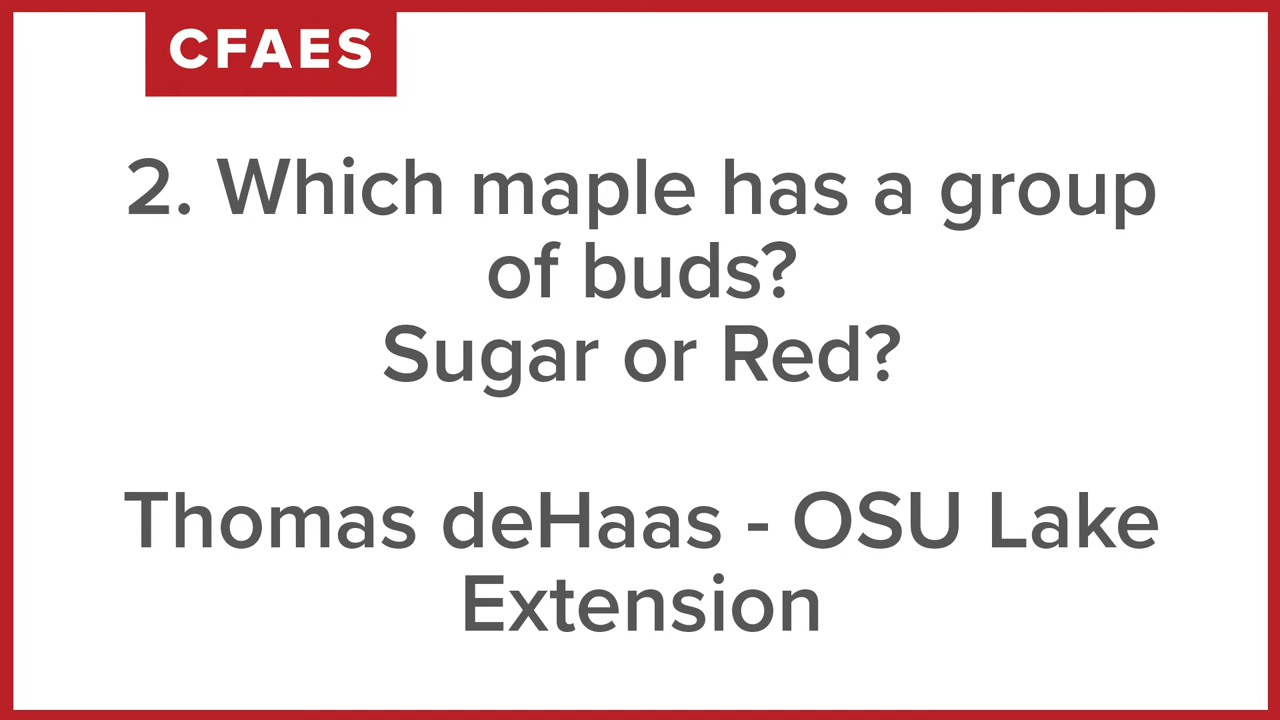 CFAES
2. Which maple has a group
of buds?
Sugar or Red?
Thomas deHaas - OSU Lake
Extension